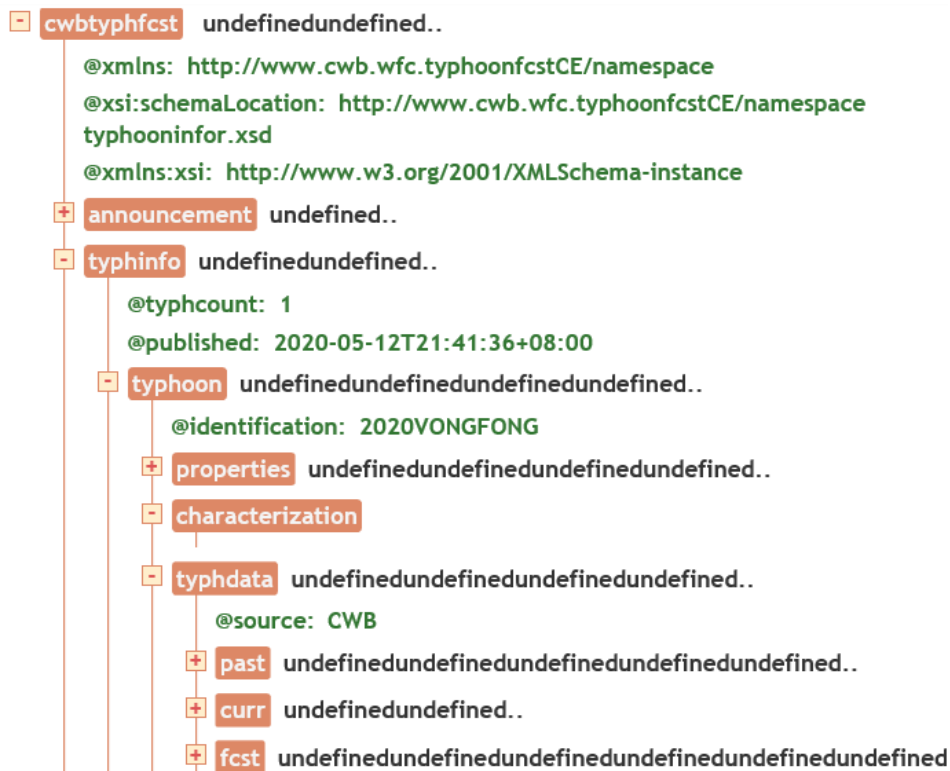 - cwbtyphfcst undefinedundefined..
@xmlns: http://www.cwb.wfc.typhoonfcstCE/namespace
@xsi:schemaLocation: http://www.cwb.wfc.typhoonfcstCE/namespace
typhooninfor.xsd
@xmlns:xsi: http://www.w3.org/2001/XMLSchema-instance
+ announcement undefined..
- typhinfo undefinedundefined..
@typhcount: 1
@published: 2020-05-12T21:41:36+08:00
- typhoon undefinedundefinedundefinedundefined..
@identification: 2020VONGFONG
+ properties undefinedundefinedundefinedundefined..
- characterization
- typhdata undefinedundefinedundefinedundefined..
@source: CWB
+ past undefinedundefinedundefinedundefinedundefined..
+ curr undefinedundefined..
+ fcst undefinedundefinedundefinedundefinedundefinedundefinedundefined